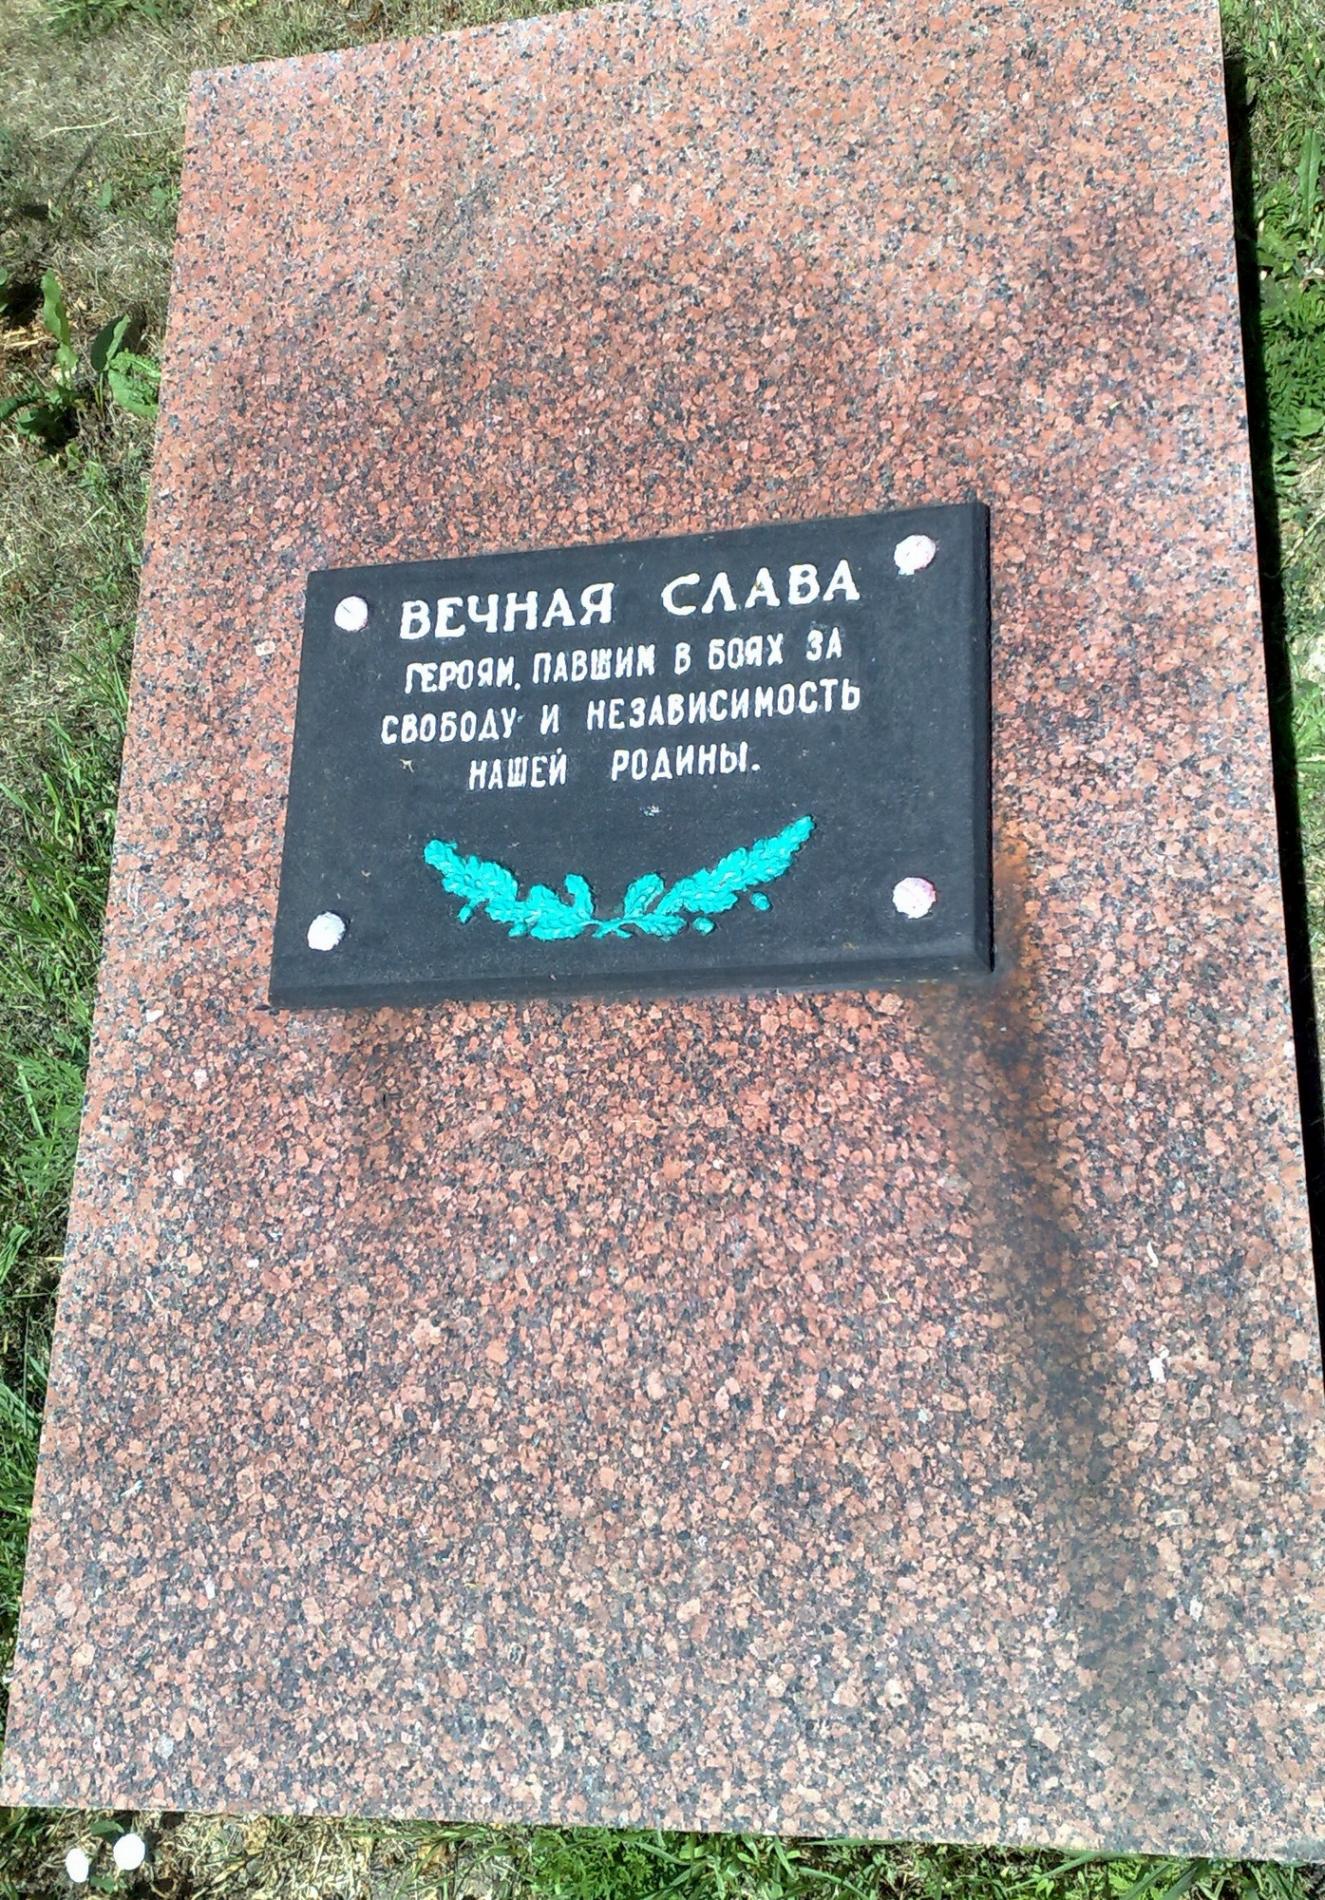 ВЕЧНАЯ СЛАВА
ГЕРОЯМ, ПАВШИМ В БОЯХ ЗА
СВОБОДУ И НЕЗАВИСИМОСТЬ
НАШЕЙ РОДИНЫ.